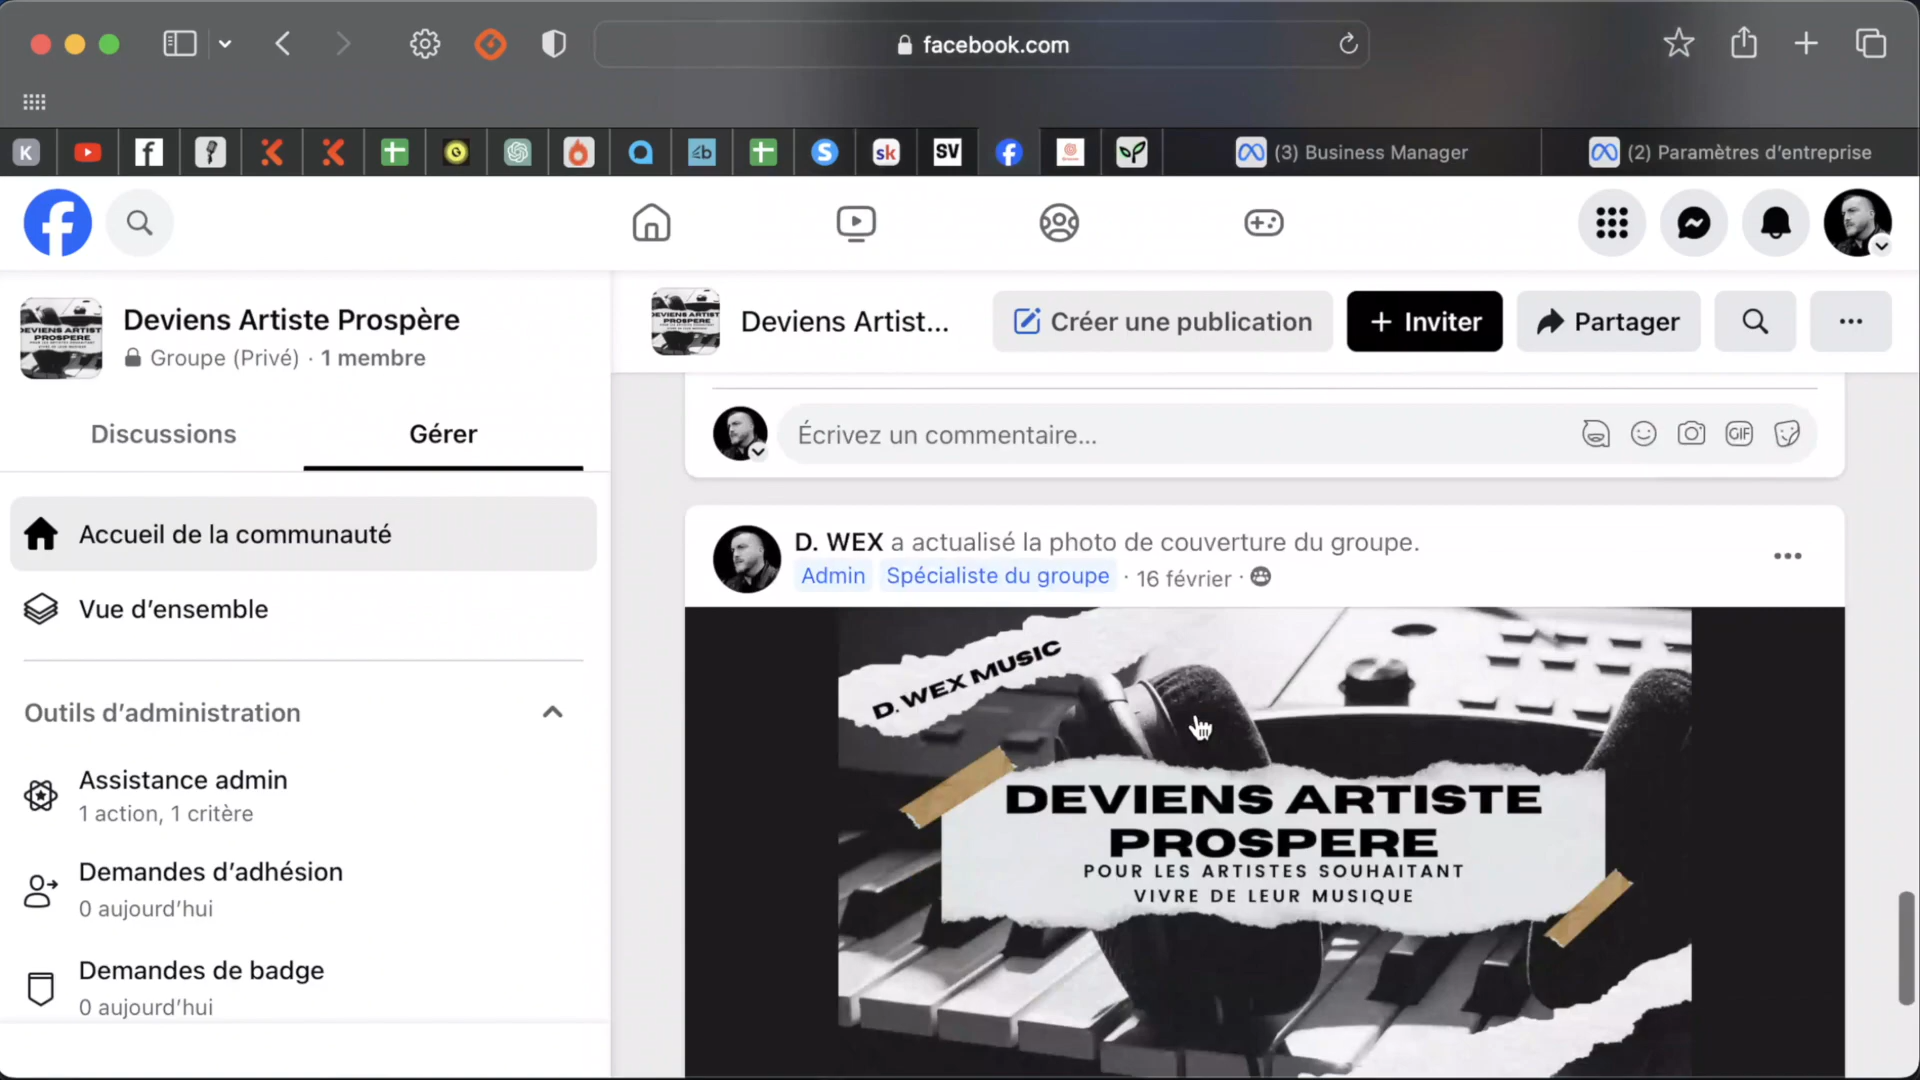 facebook.com
K
f
b
S
sk
SV
f
(3) Business Manager
(2) Paramètres d'entreprise
Deviens Artiste Prospère
Groupe (Privé) · 1 membre
Discussions
Gérer
Accueil de la communauté
Vue d'ensemble
Outils d'administration
Assistance admin
1 action, 1 critère
Demandes d'adhésion
0 aujourd'hui
Demandes de badge
0 aujourd'hui
Deviens Artist...
Créer une publication
+ Inviter
Partager
Écrivez un commentaire...
GIF
D. WEX a actualisé la photo de couverture du groupe.
Admin Spécialiste du groupe · 16 février ·
D. WEX MUSIC
DEVIENS ARTISTE
PROSPERE
POUR LES ARTISTES SOUHAITANT
VIVRE DE LEUR MUSIQUE